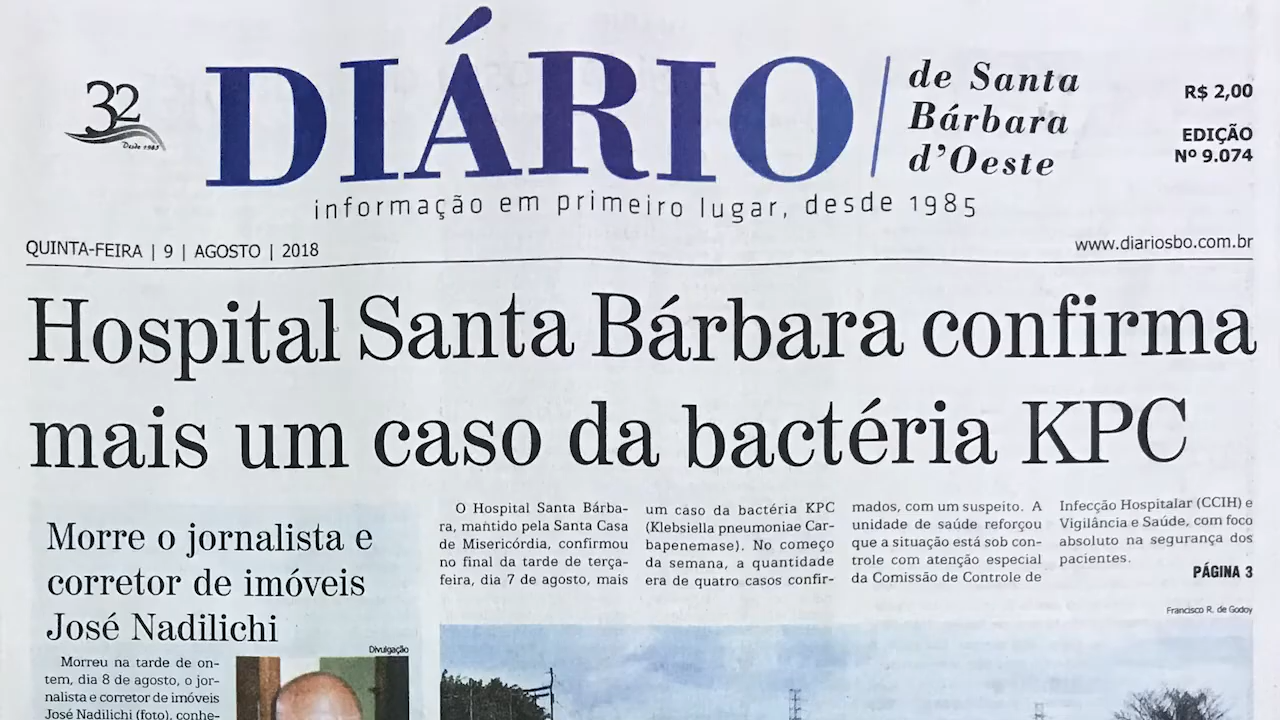 32
Desde 1985
DIÁRIO
de Santa
Bárbara
d'Oeste
R$ 2,00
EDIÇÃO
Nº 9.074
informação em primeiro lugar, desde 1985
QUINTA-FEIRA | 9 | AGOSTO | 2018
www.diariosbo.com.br
Hospital Santa Bárbara confirma
mais um caso da bactéria KPC
Morre o jornalista e
corretor de imóveis
José Nadilichi
Divulgação
Morreu na tarde de on-
tem, dia 8 de agosto, o jor-
nalista e corretor de imóveis
José Nadilichi (foto), conhe-
O Hospital Santa Bárba-
ra, mantido pela Santa Casa
de Misericórdia, confirmou
no final da tarde de terça-
feira, dia 7 de agosto, mais
um caso da bactéria KPC
(Klebsiella pneumoniae Car-
bapenemase). No começo
da semana, a quantidade
era de quatro casos confir-
mados, com um suspeito. A
unidade de saúde reforçou
que a situação está sob con-
trole com atenção especial
da Comissão de Controle de
Infecção Hospitalar (CCIH) e
Vigilância e Saúde, com foco
absoluto na segurança dos
pacientes.
PÁGINA 3
Francisco R. de Godoy